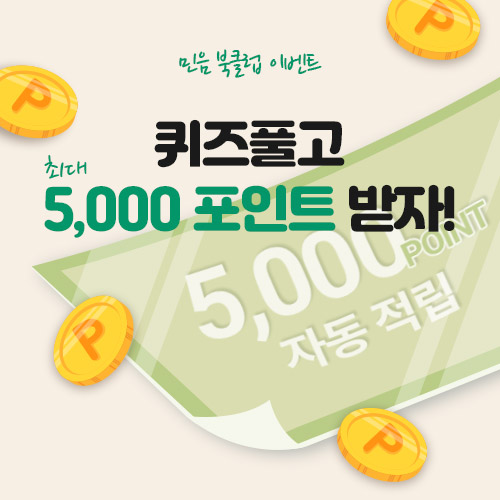 민음 북클럽 이벤트
퀴즈풀고
최대
5,000 포인트 받자!
5,000 POINT
자동 적립
P
P
P
P